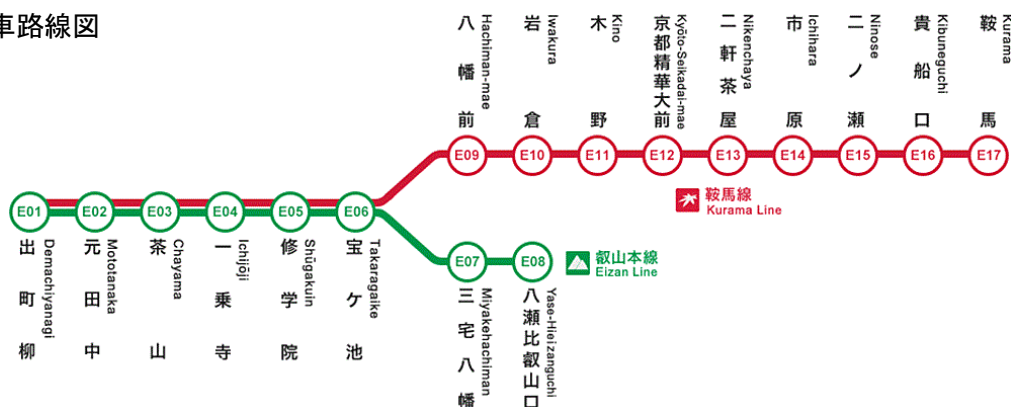 車路線図
八幡前
Hachiman-mae
岩倉
Iwakura
木野
Kino
京都精華大前
Kyōto-Seikadai-mae
二軒茶屋
Nikenchaya
市原
Ichihara
二ノ瀬
Ninose
貴船口
Kibuneguchi
鞍馬
Kurama
E09
E10
E11
E12
E13
E14
E15
E16
E17
鞍馬線
Kurama Line
E01
E02
E03
E04
E05
E06
出町柳
Demachiyanagi
元田中
Mototanaka
茶山
Chayama
一乗寺
Ichijōji
修学院
Shūgakuin
宝ケ池
Takaragaike
E07
E08
叡山本線
Eizan Line
三宅八幡
Miyakehachiman
八瀬比叡山口
Yase-Hieizanguchi